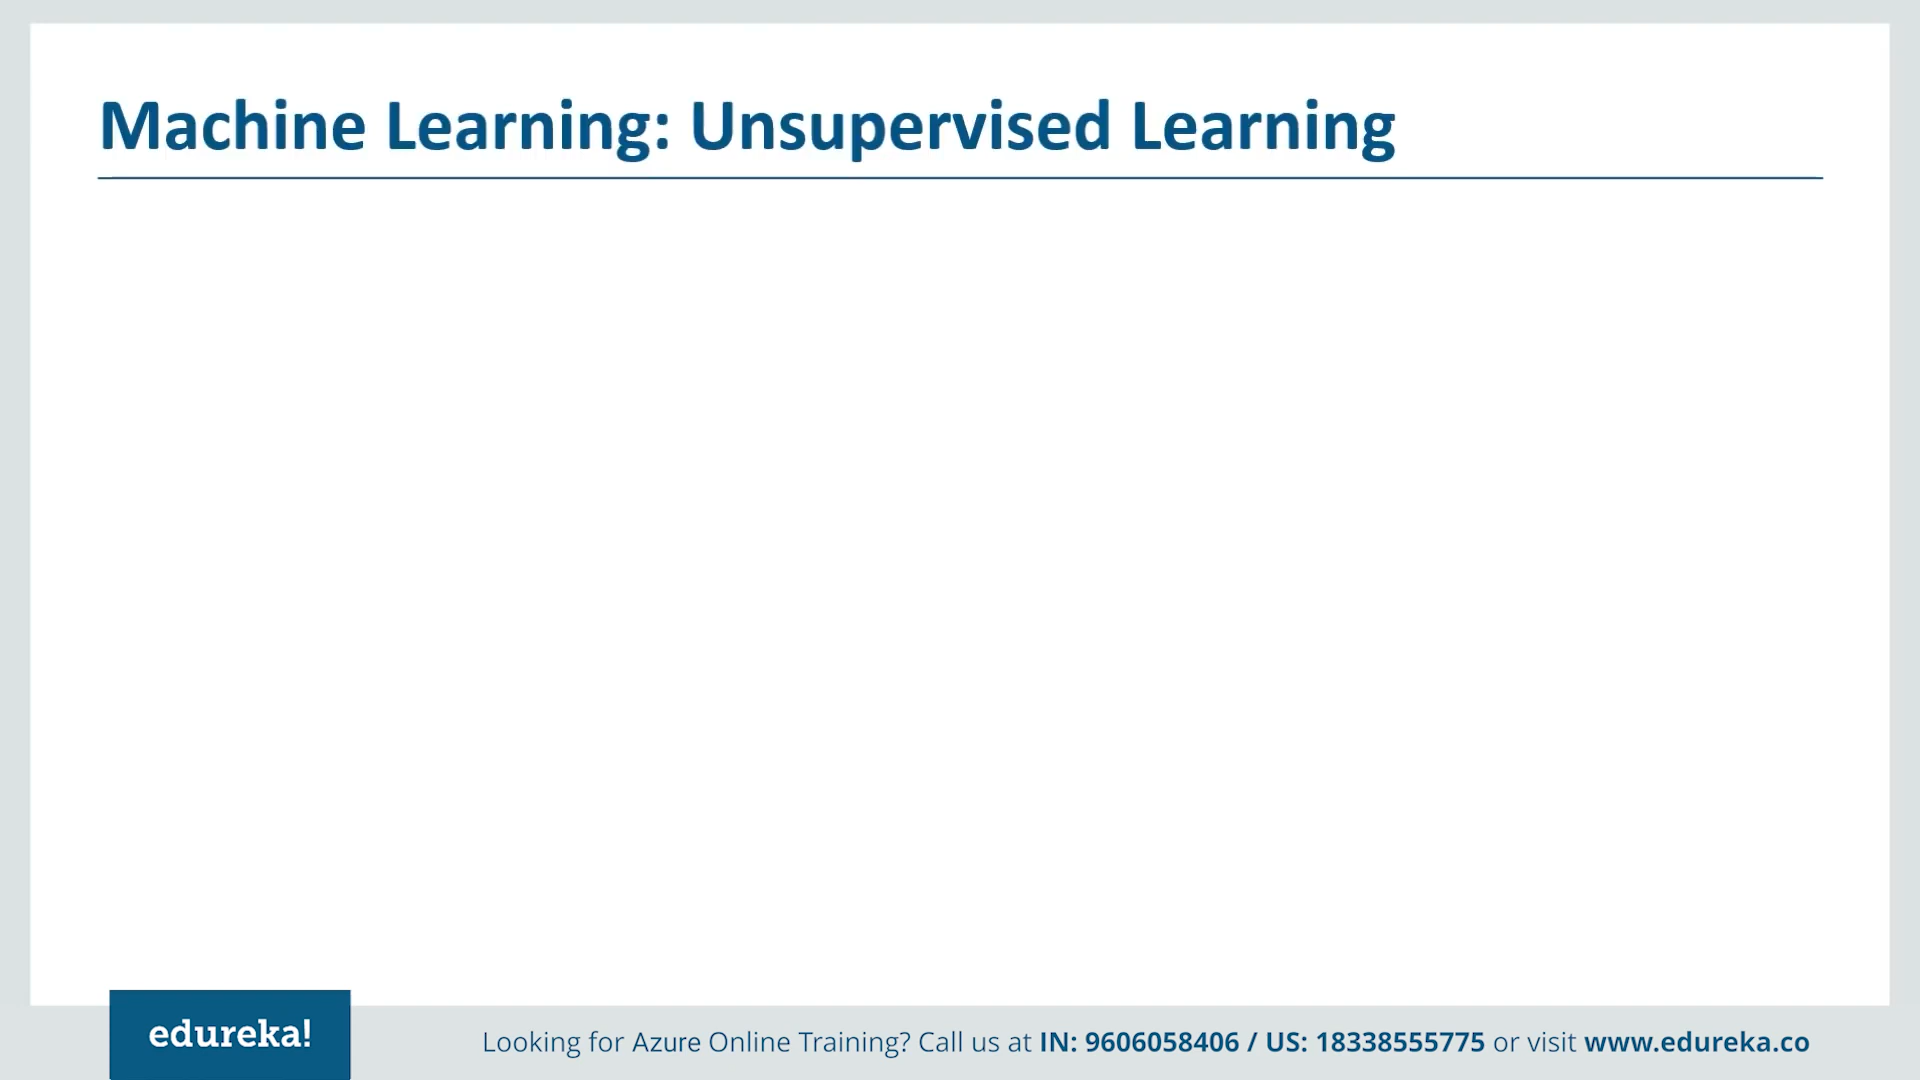 Machine Learning: Unsupervised Learning
edureka!
Looking for Azure Online Training? Call us at IN: 9606058406 / US: 18338555775 or visit www.edureka.co